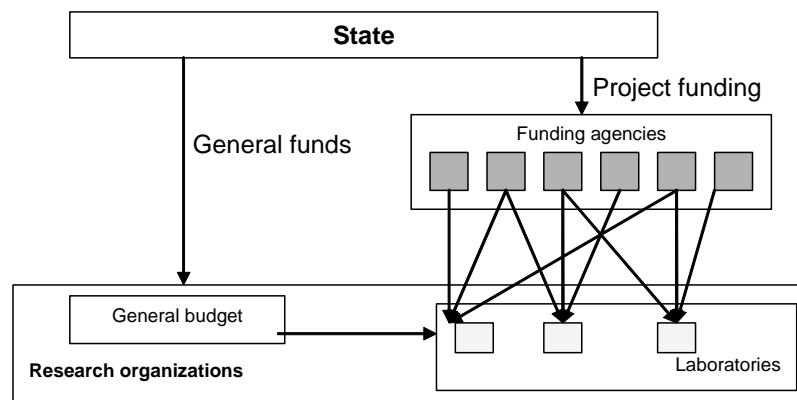 State
Project funding
Funding agencies
General funds
General budget
Research organizations
Laboratories